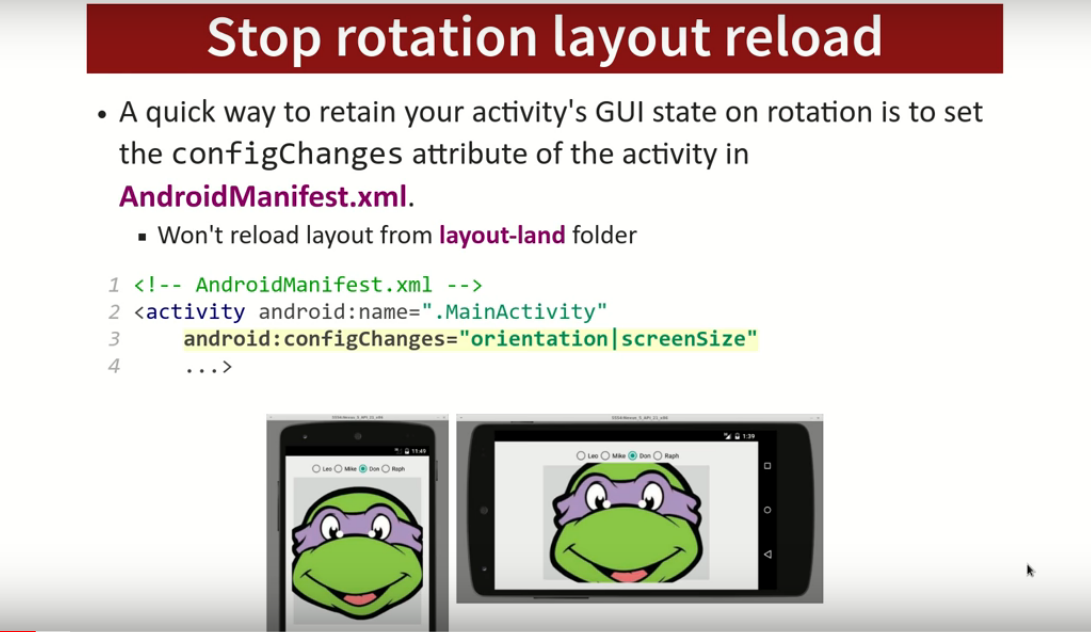 Stop rotation layout reload
• A quick way to retain your activity's GUI state on rotation is to set
the configChanges attribute of the activity in
AndroidManifest.xml.
▪ Won't reload layout from layout-land folder
1 <!-- AndroidManifest.xml -->
2 <activity android:name=".MainActivity"
3 android:configChanges="orientation|screenSize"
4 ...>
11:49
Leo Mike Don Raph
1:39
Leo Mike Don Raph